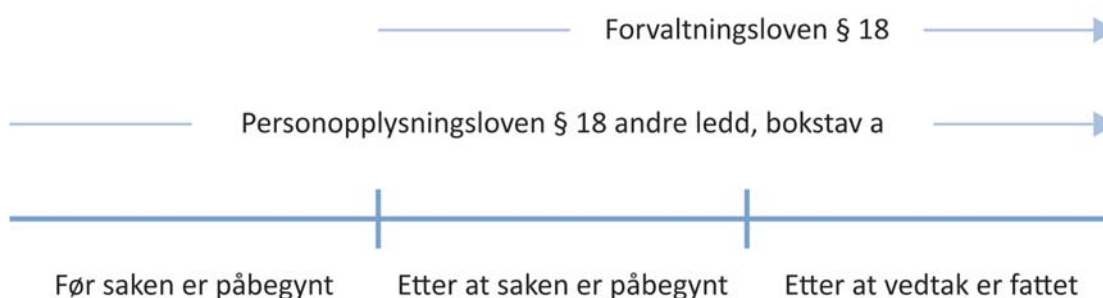 Forvaltningsloven § 18
Personopplysningsloven § 18 andre ledd, bokstav a
Før saken er påbegynt
Etter at saken er påbegynt
Etter at vedtak er fattet